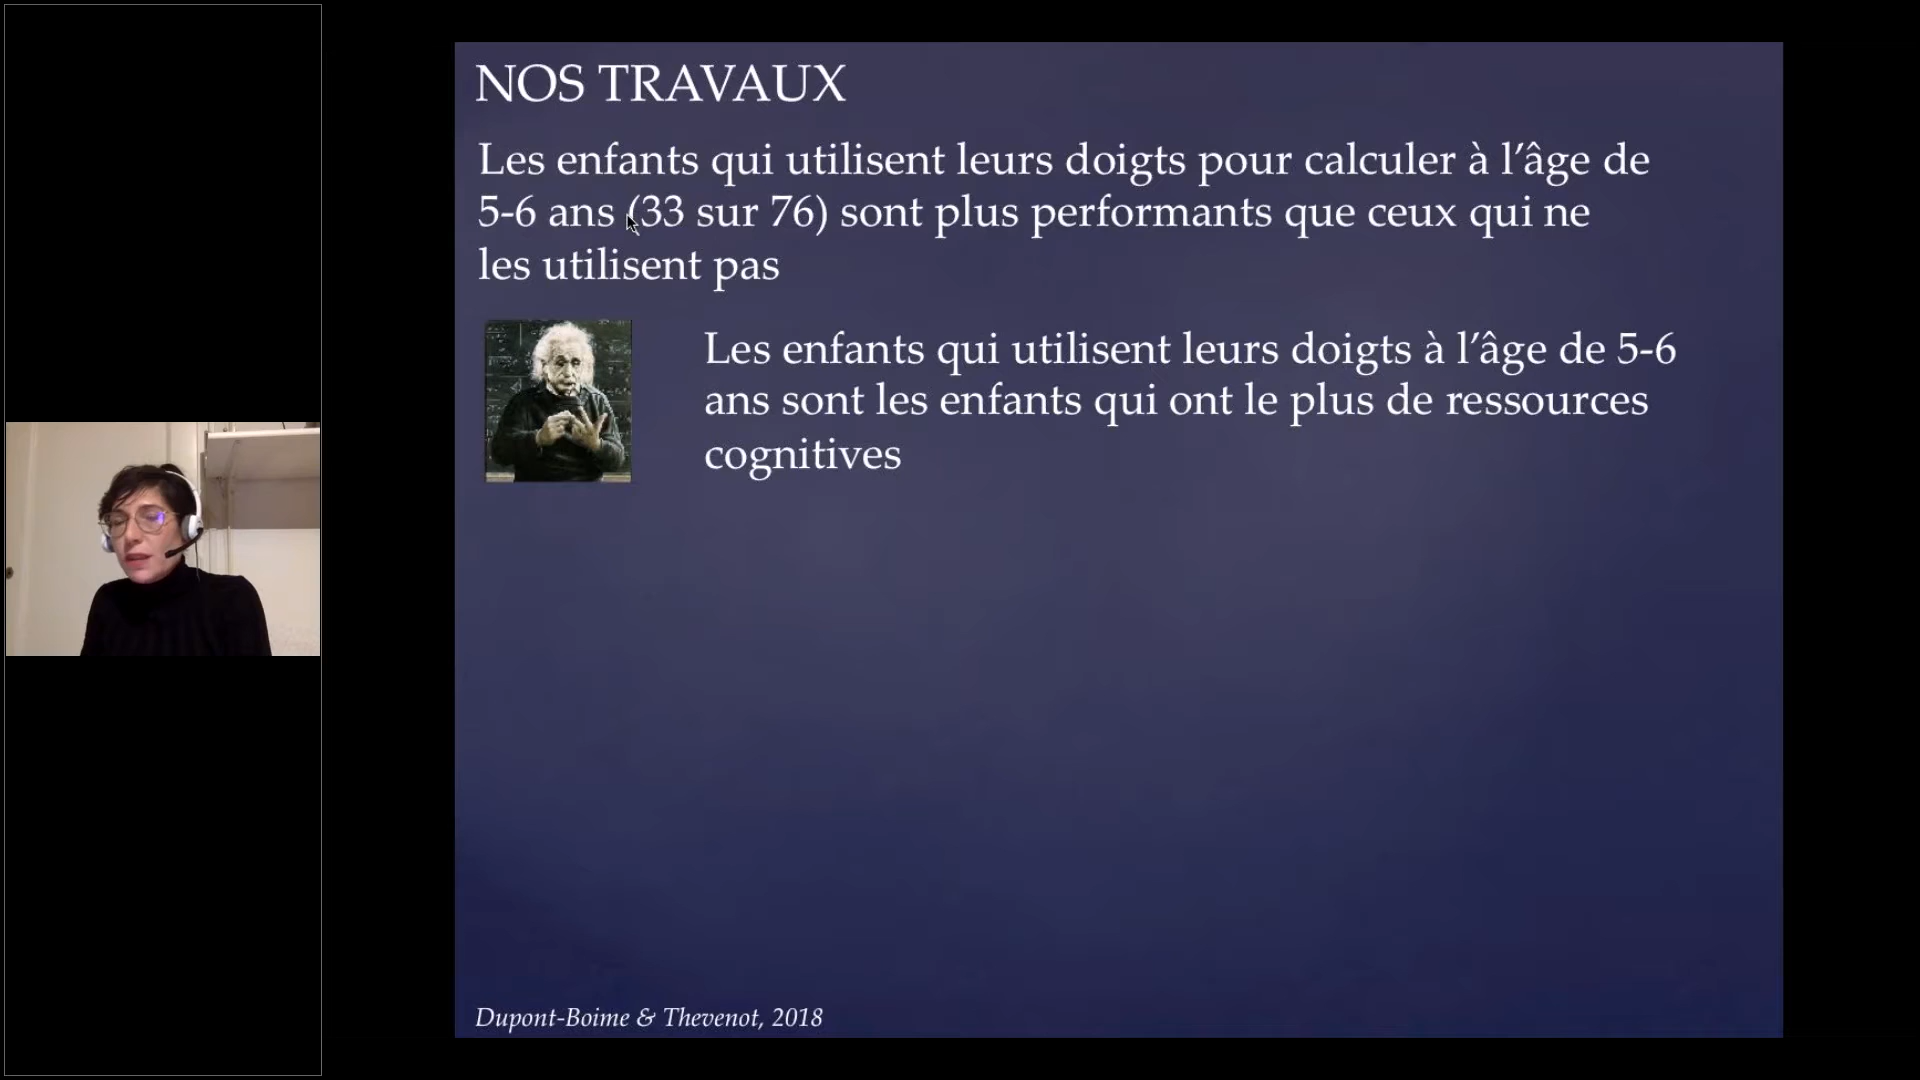 NOS TRAVAUX
Les enfants qui utilisent leurs doigts pour calculer à l’âge de
5-6 ans (33 sur 76) sont plus performants que ceux qui ne
les utilisent pas
Les enfants qui utilisent leurs doigts à l’âge de 5-6
ans sont les enfants qui ont le plus de ressources
cognitives
Dupont-Boime & Thevenot, 2018